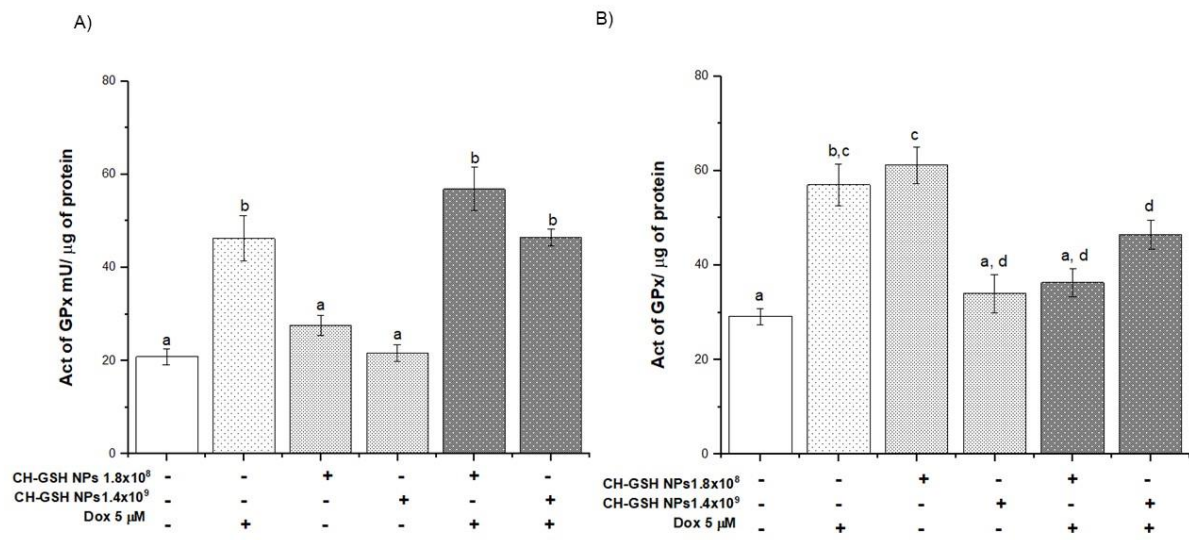 A)
80
60
40
20
0
Act of GPx mU/ μg of protein
a
b
a
a
b
b
CH-GSH NPs 1.8x10⁸ - - + - + -
CH-GSH NPs1.4x10⁹ - - - + - +
Dox 5 μM - + - - + +
B)
80
60
40
20
0
Act of GPx/ μg of protein
a
b,c
c
a, d
a, d
d
CH-GSH NPs1.8x10⁸ - - + - + -
CH-GSH NPs1.4x10⁹ - - - + - +
Dox 5 μM - + - - + +